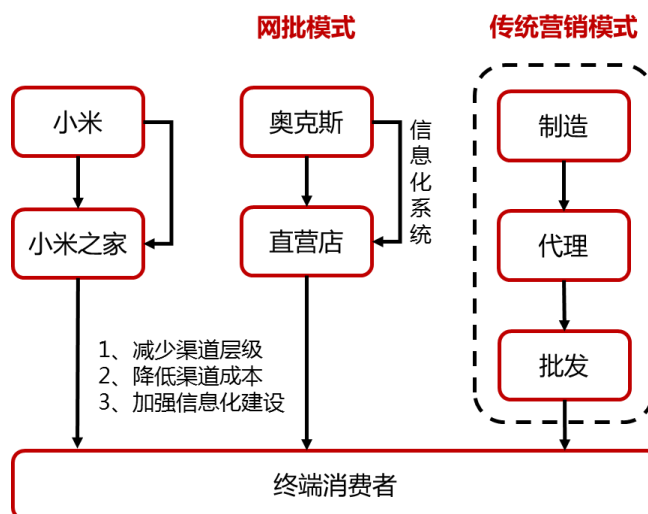 网批模式
传统营销模式
小米
奥克斯
制造
信息化系统
小米之家
直营店
代理
1、减少渠道层级
2、降低渠道成本
3、加强信息化建设
批发
终端消费者